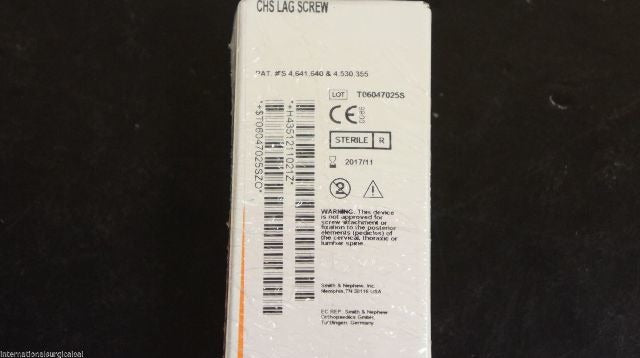 CHS LAG SCREW
PAT. #'S 4,641,640 & 4,530,355
LOT T06047025S
CE
STERILE R
2017/11
2
WARNING: This device
is not approved for
screw attachment or
fixation to the posterior
elements (pedicles) of
the cervical, thoracic or
lumbar spine.
Smith & Nephew, Inc.
Memphis, TN 38116 USA
EC REP. Smith & Nephew
Orthopaedics GmbH,
Tuttlingen, Germany
*+H4351211021Z*
*+$T06047025SZO*